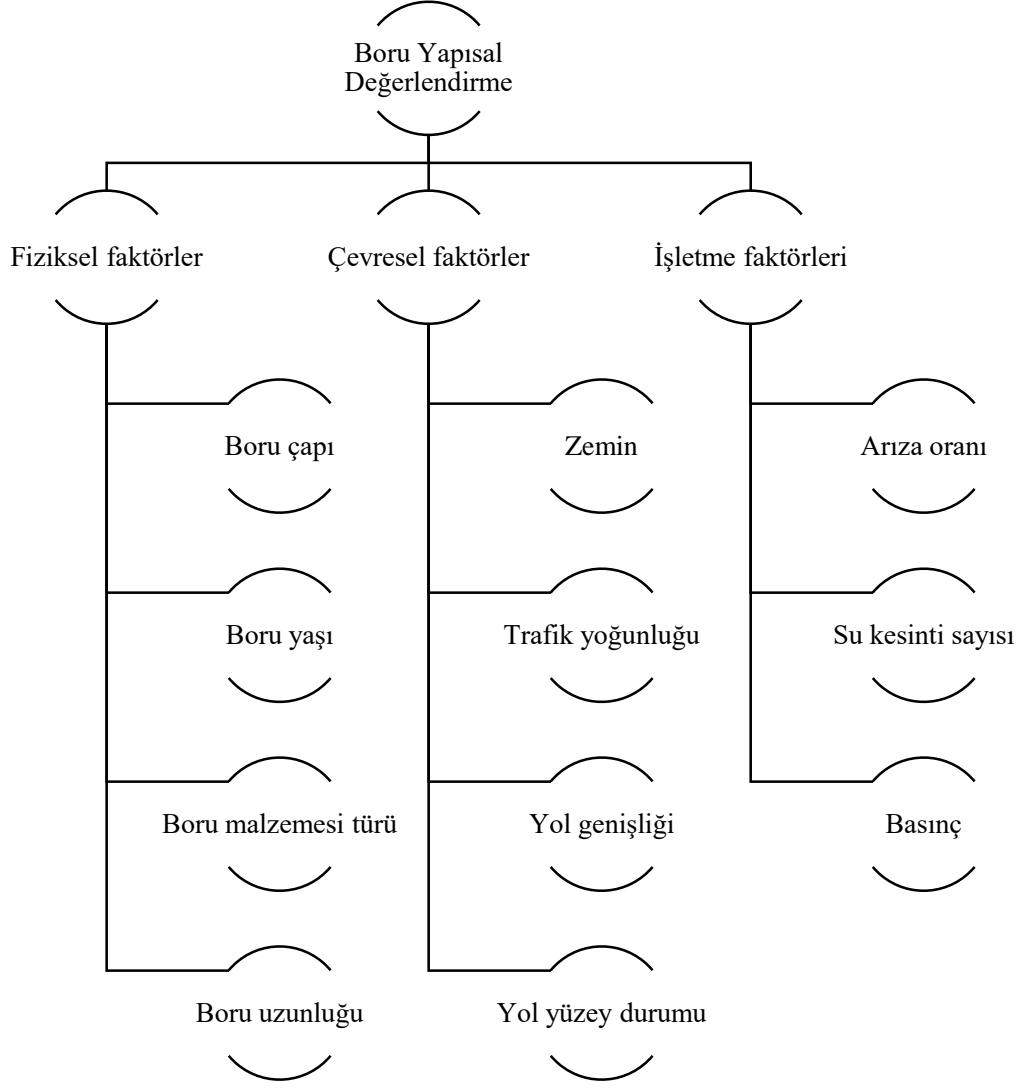 Boru Yapısal
Değerlendirme
Fiziksel faktörler
Çevresel faktörler
İşletme faktörleri
Boru çapı
Zemin
Arıza oranı
Boru yaşı
Trafik yoğunluğu
Su kesinti sayısı
Boru malzemesi türü
Yol genişliği
Basınç
Boru uzunluğu
Yol yüzey durumu